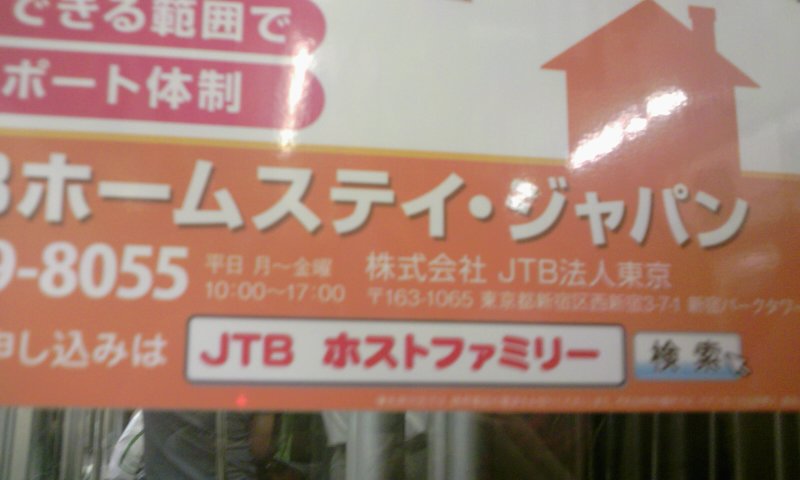 できる範囲で
ポート体制
Bホームステイ・ジャパン
9-8055
平日 月～金曜
10:00～17:00
株式会社 JTB法人東京
〒163-1065 東京都新宿区西新宿3-7-1 新宿パークタワー
申し込みは
JTB ホストファミリー
検索